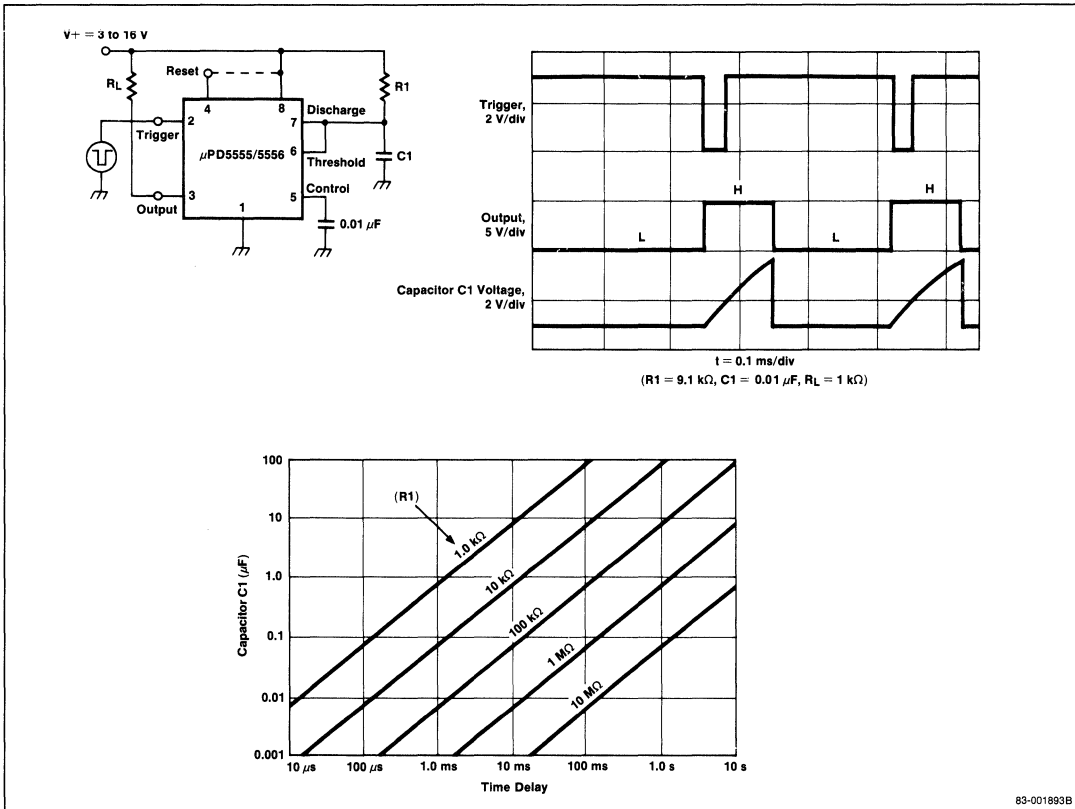 V+ = 3 to 16 V
RL
Reset
R1
4
8
Discharge
7
2
Trigger
μPD5555/5556
6
Threshold
C1
3
Output
1
5
Control
0.01 μF
Trigger,
2 V/div
H
H
Output,
5 V/div
L
L
Capacitor C1 Voltage,
2 V/div
t = 0.1 ms/div
(R1 = 9.1 kΩ, C1 = 0.01 μF, RL = 1 kΩ)
100
10
1.0
0.1
0.01
0.001
Capacitor C1 (μF)
(R1)
1.0 kΩ
10 kΩ
100 kΩ
1 MΩ
10 MΩ
10 μs
100 μs
1.0 ms
10 ms
100 ms
1.0 s
10 s
Time Delay
83-001893B